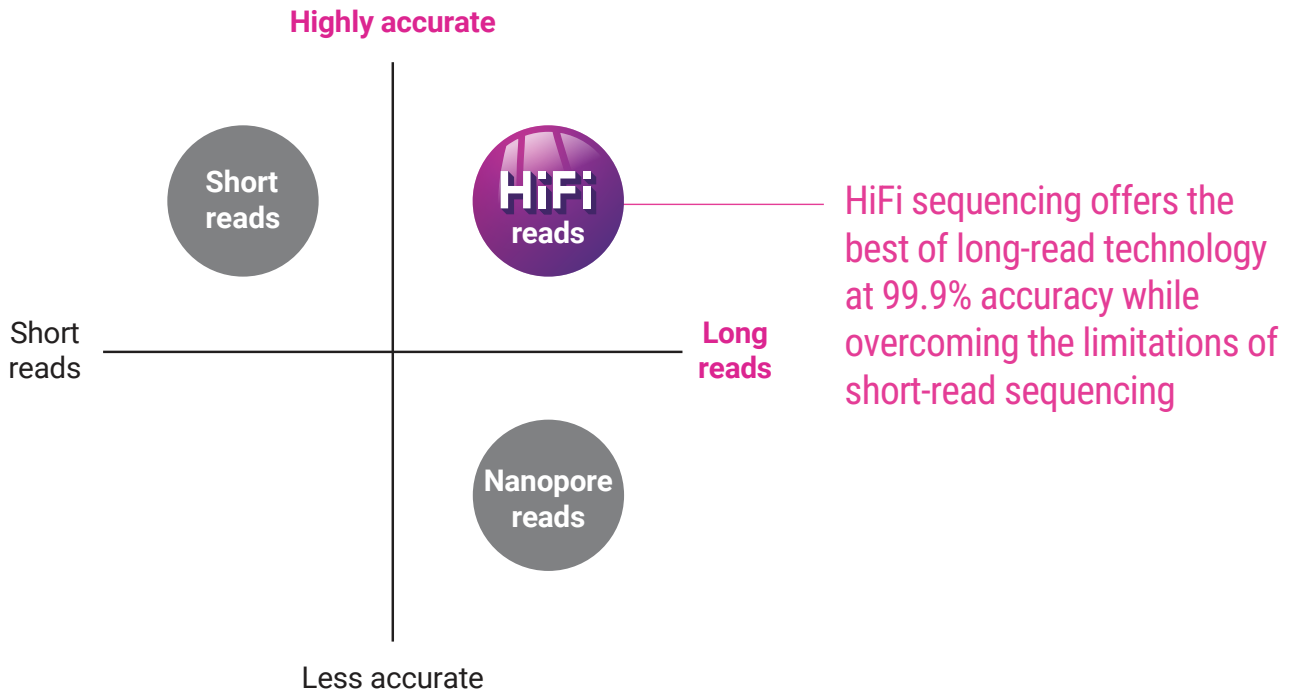 Highly accurate
Short
reads
HiFi
reads
HiFi sequencing offers the
best of long-read technology
at 99.9% accuracy while
overcoming the limitations of
short-read sequencing
Short
reads
Long
reads
Nanopore
reads
Less accurate